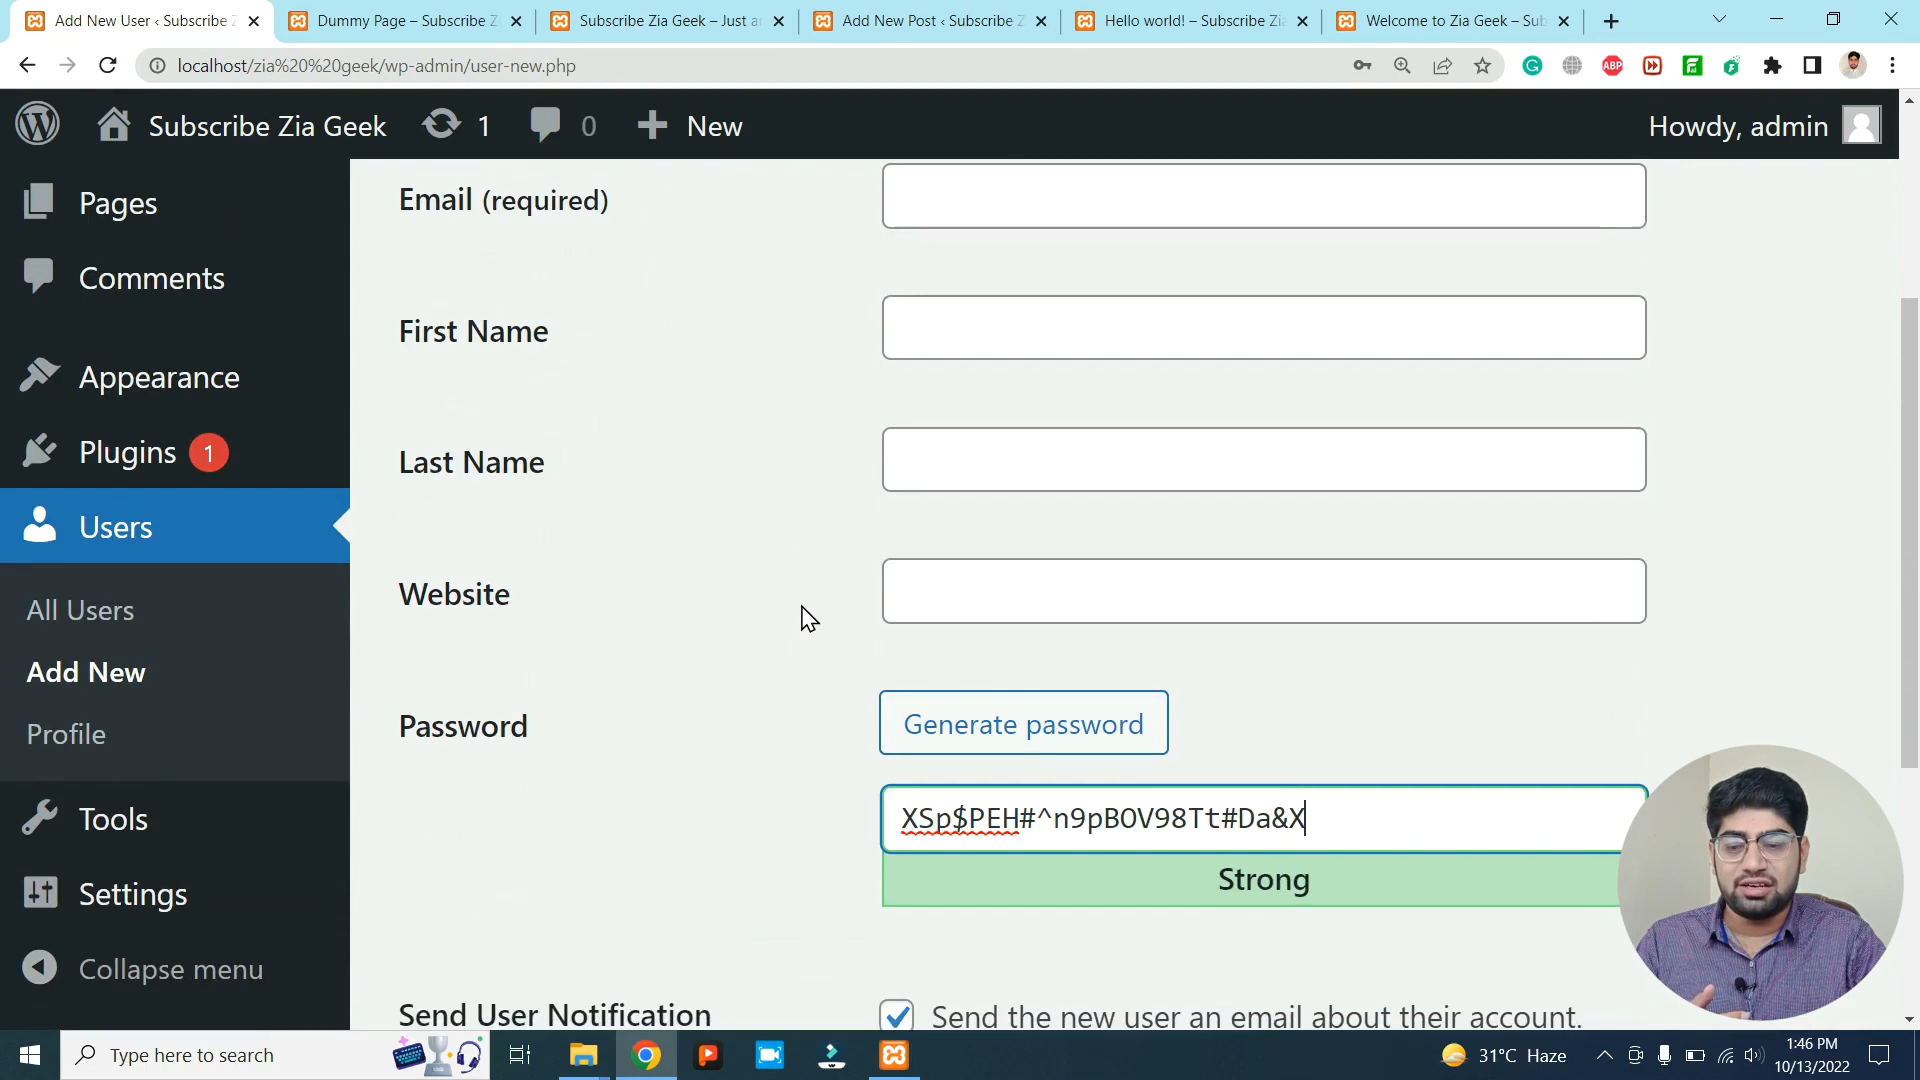 Add New User ‹ Subscribe Z
Dummy Page – Subscribe Z
Subscribe Zia Geek – Just a
Add New Post ‹ Subscribe Z
Hello world! – Subscribe Zia
Welcome to Zia Geek – Sub
localhost/zia%20%20geek/wp-admin/user-new.php
ABP
Subscribe Zia Geek
1
0
New
Howdy, admin
Pages
Comments
Appearance
Plugins 1
Users
All Users
Add New
Profile
Tools
Settings
Collapse menu
Email (required)
First Name
Last Name
Website
Password
Generate password
XSp$PEH#^n9pBOV98Tt#Da&X
Strong
Send User Notification
Send the new user an email about their account.
Type here to search
31°C Haze
1:46 PM
10/13/2022